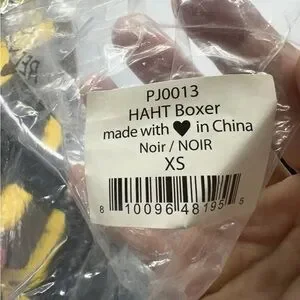 PJ0013
HAHT Boxer
made with ♥ in China
Noir / NOIR
XS
8 10096 48195 5